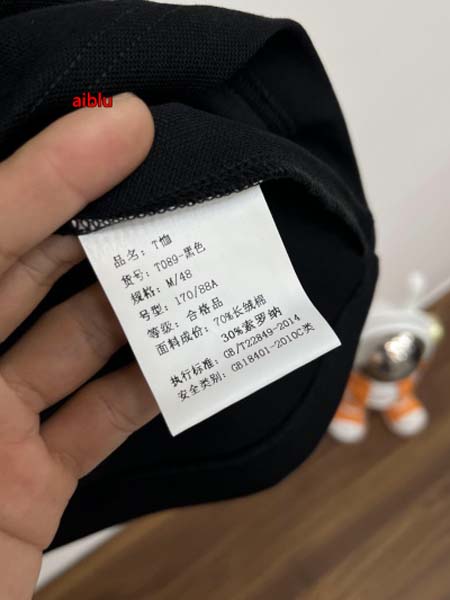 aiblu
品名: T恤
货号: T089-黑色
规格: M/48
号型: 170/88A
等级: 合格品
面料成价: 70%长绒棉
30%索罗纳
执行标准: GB/T22849-2014
安全类别: GB18401-2010C类